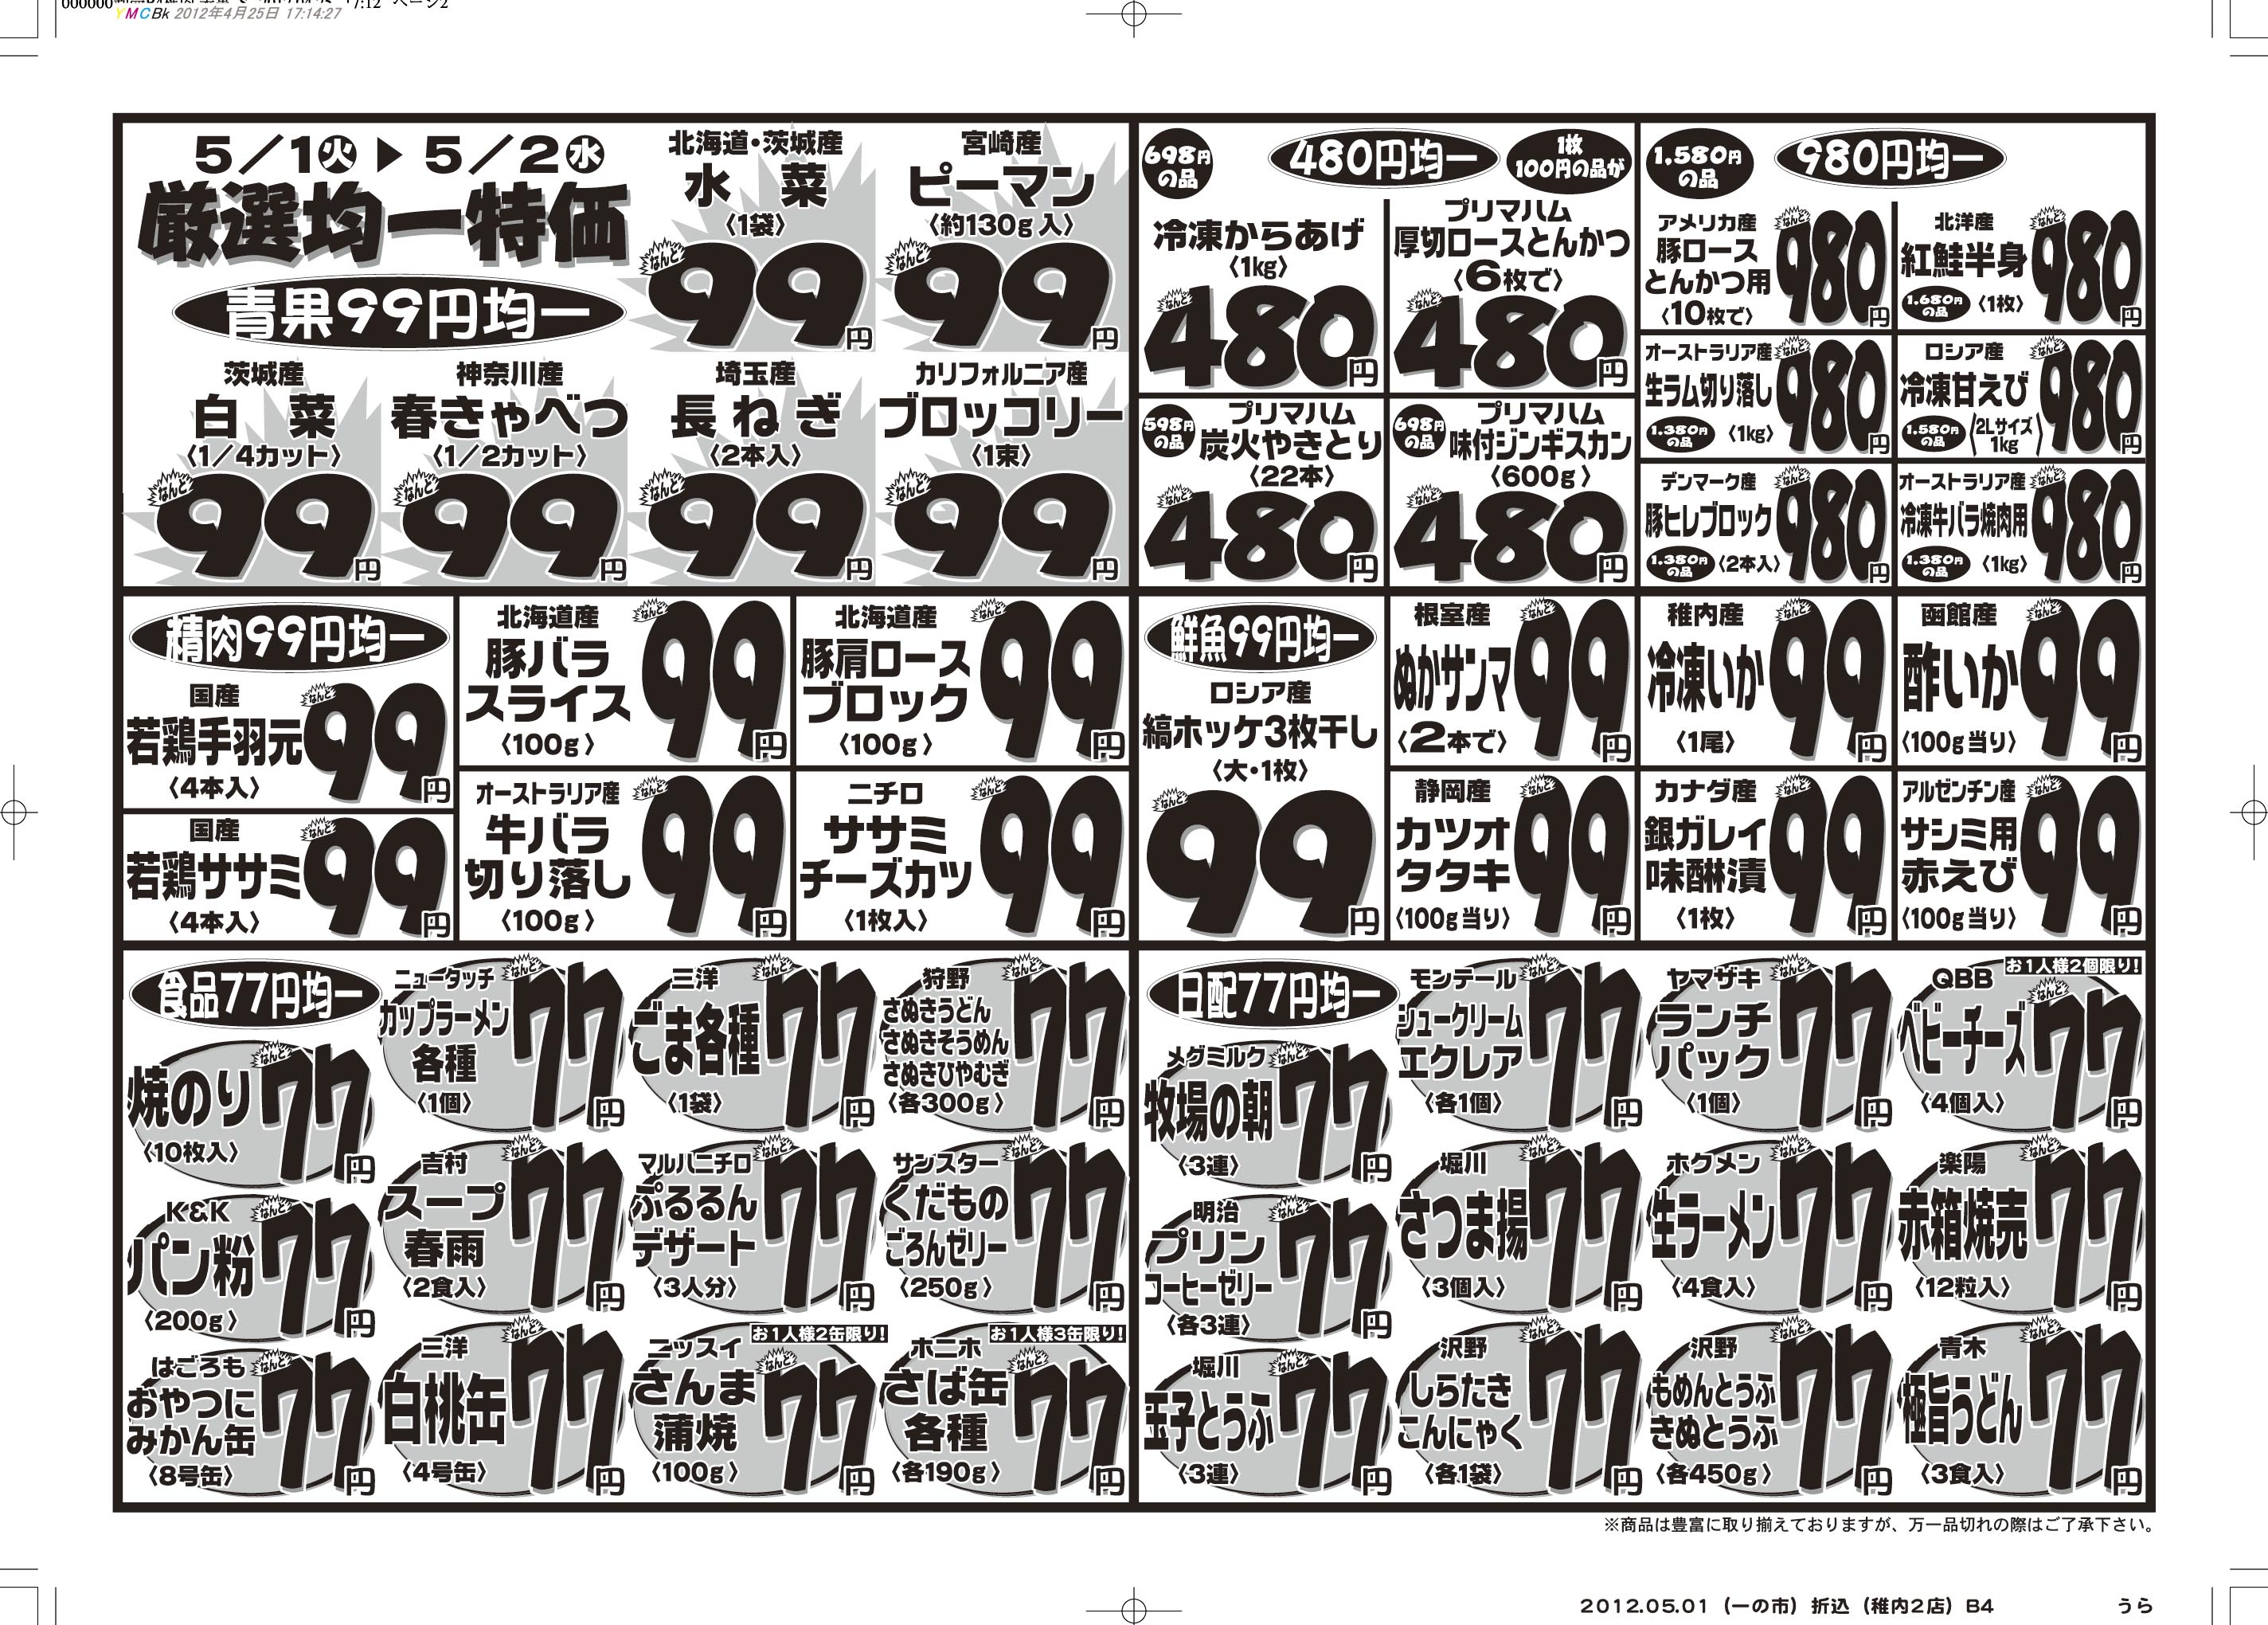 YMCBk 2012年4月25日 17:14:27
5/1火▶5/2水
厳選均一特価
青果99円均一
北海道・茨城産
水 菜
〈1袋〉
なんと
99円
宮崎産
ピーマン
〈約130g入〉
なんと
99円
茨城産
白 菜
〈1/4カット〉
なんと
99円
神奈川産
春きゃべつ
〈1/2カット〉
なんと
99円
埼玉産
長ねぎ
〈2本入〉
なんと
99円
カリフォルニア産
ブロッコリー
〈1束〉
なんと
99円
480円均一
698円の品
冷凍からあげ
〈1kg〉
なんと
480円
1枚100円の品が
プリマハム
厚切ロースとんかつ
〈6枚で〉
なんと
480円
598円の品
プリマハム
炭火やきとり
〈22本〉
なんと
480円
698円の品
プリマハム
味付ジンギスカン
〈600g〉
なんと
480円
980円均一
1,580円の品
アメリカ産
豚ロース
とんかつ用
〈10枚で〉
なんと
980円
北洋産
紅鮭半身
1,680円の品
〈1枚〉
なんと
980円
オーストラリア産
生ラム切り落し
1,380円の品
〈1kg〉
なんと
980円
ロシア産
冷凍甘えび
1,580円の品
〈2Lサイズ 1kg〉
なんと
980円
デンマーク産
豚ヒレブロック
1,380円の品
〈2本入〉
なんと
980円
オーストラリア産
冷凍牛バラ焼肉用
1,380円の品
〈1kg〉
なんと
980円
精肉99円均一
国産
若鶏手羽元
〈4本入〉
なんと
99円
国産
若鶏ササミ
〈4本入〉
なんと
99円
北海道産
豚バラ
スライス
〈100g〉
なんと
99円
北海道産
豚肩ロース
ブロック
〈100g〉
なんと
99円
オーストラリア産
牛バラ
切り落し
〈100g〉
なんと
99円
ニチロ
ササミ
チーズカツ
〈1枚入〉
なんと
99円
鮮魚99円均一
ロシア産
縞ホッケ3枚干し
〈大・1枚〉
なんと
99円
根室産
ぬかサンマ
〈2本で〉
なんと
99円
稚内産
冷凍いか
〈1尾〉
なんと
99円
函館産
酢いか
〈100g当り〉
なんと
99円
静岡産
カツオ
タタキ
〈100g当り〉
なんと
99円
カナダ産
銀ガレイ
味醂漬
〈1枚〉
なんと
99円
アルゼンチン産
サシミ用
赤えび
〈100g当り〉
なんと
99円
食品77円均一
焼のり
〈10枚入〉
なんと
77円
K&K
パン粉
〈200g〉
なんと
77円
はごろも
おやつに
みかん缶
〈8号缶〉
なんと
77円
ニュータッチ
カップラーメン
各種
〈1個〉
なんと
77円
三洋
ごま各種
〈1袋〉
なんと
77円
狩野
さぬきうどん
さぬきそうめん
さぬきひやむぎ
〈各300g〉
なんと
77円
吉村
スープ
春雨
〈2食入〉
なんと
77円
マルハニチロ
ぷるるん
デザート
〈3人分〉
なんと
77円
サンスター
くだもの
ごろんゼリー
〈250g〉
なんと
77円
三洋
白桃缶
〈4号缶〉
なんと
77円
お1人様2缶限り!
ニッスイ
さんま
蒲焼
〈100g〉
なんと
77円
お1人様3缶限り!
ホニホ
さば缶
各種
〈各190g〉
なんと
77円
日配77円均一
メグミルク
牧場の朝
〈3連〉
なんと
77円
明治
プリン
コーヒーゼリー
〈各3連〉
なんと
77円
堀川
玉子とうふ
〈3連〉
なんと
77円
モンテール
シュークリーム
エクレア
〈各1個〉
なんと
77円
ヤマザキ
ランチ
パック
〈1個〉
なんと
77円
お1人様2個限り!
QBB
ベビーチーズ
〈4個入〉
なんと
77円
堀川
さつま揚
〈3個入〉
なんと
77円
ホクメン
生ラーメン
〈4食入〉
なんと
77円
楽陽
赤箱焼売
〈12粒入〉
なんと
77円
沢野
しらたき
こんにゃく
〈各1袋〉
なんと
77円
沢野
もめんとうふ
きぬとうふ
〈各450g〉
なんと
77円
青木
極旨うどん
〈3食入〉
なんと
77円
※商品は豊富に取り揃えておりますが、万一品切れの際はご了承下さい。
2012.05.01（一の市）折込（稚内2店）B4 うら